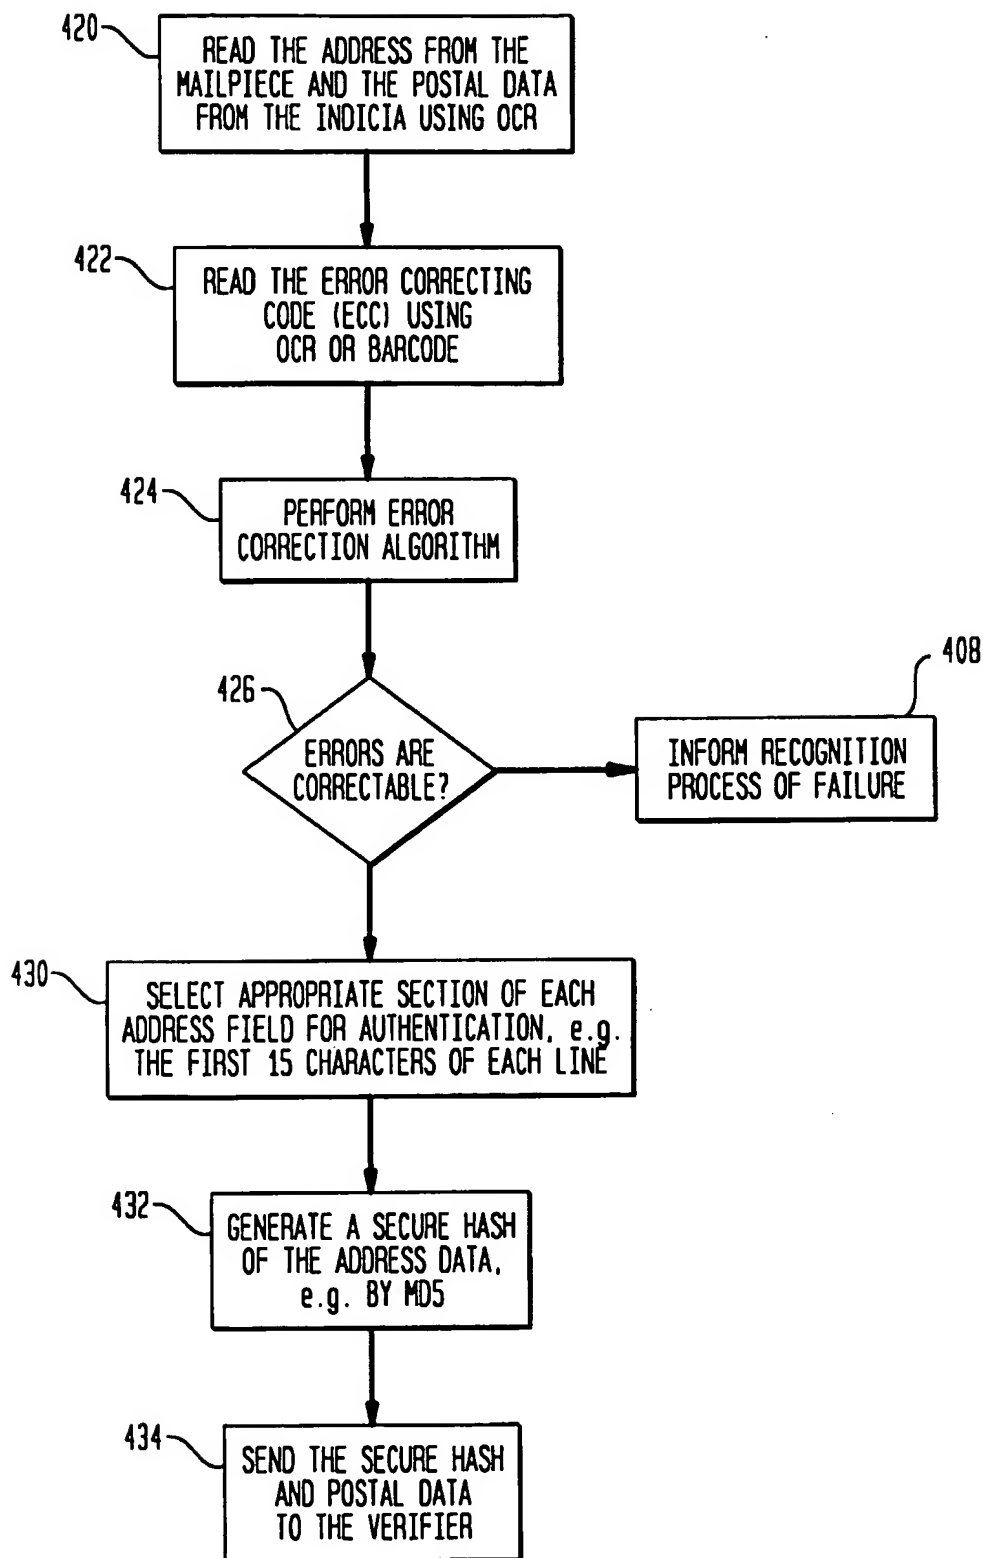 420
READ THE ADDRESS FROM THE
MAILPIECE AND THE POSTAL DATA
FROM THE INDICIA USING OCR
422
READ THE ERROR CORRECTING
CODE (ECC) USING
OCR OR BARCODE
424
PERFORM ERROR
CORRECTION ALGORITHM
426
ERRORS ARE
CORRECTABLE?
408
INFORM RECOGNITION
PROCESS OF FAILURE
430
SELECT APPROPRIATE SECTION OF EACH
ADDRESS FIELD FOR AUTHENTICATION, e.g.
THE FIRST 15 CHARACTERS OF EACH LINE
432
GENERATE A SECURE HASH
OF THE ADDRESS DATA,
e.g. BY MD5
434
SEND THE SECURE HASH
AND POSTAL DATA
TO THE VERIFIER